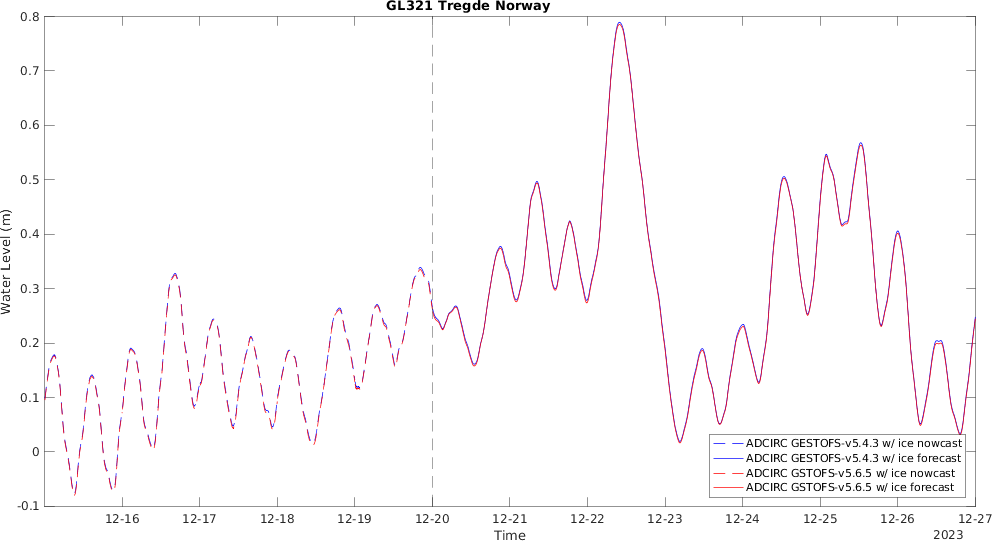 GL321 Tregde Norway
0.8
0.7
0.6
0.5
0.4
0.3
0.2
0.1
0
-0.1
Water Level (m)
12-16 12-17 12-18 12-19 12-20 12-21 12-22 12-23 12-24 12-25 12-26 12-27
Time
2023
ADCIRC GESTOFS-v5.4.3 w/ ice nowcast
ADCIRC GESTOFS-v5.4.3 w/ ice forecast
ADCIRC GSTOFS-v5.6.5 w/ ice nowcast
ADCIRC GSTOFS-v5.6.5 w/ ice forecast